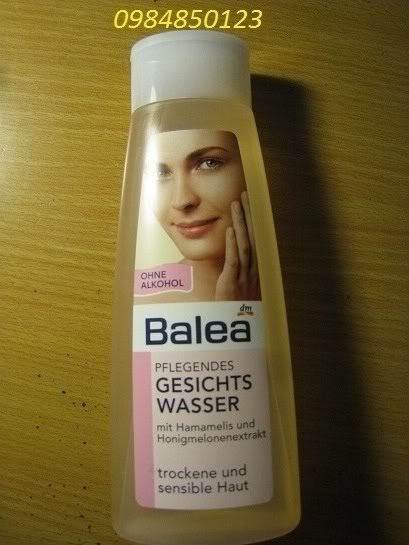 0984850123
OHNE
ALKOHOL
dm
Balea
PFLEGENDES
GESICHTS
WASSER
mit Hamamelis und
Honigmelonenextrakt
trockene und
sensible Haut